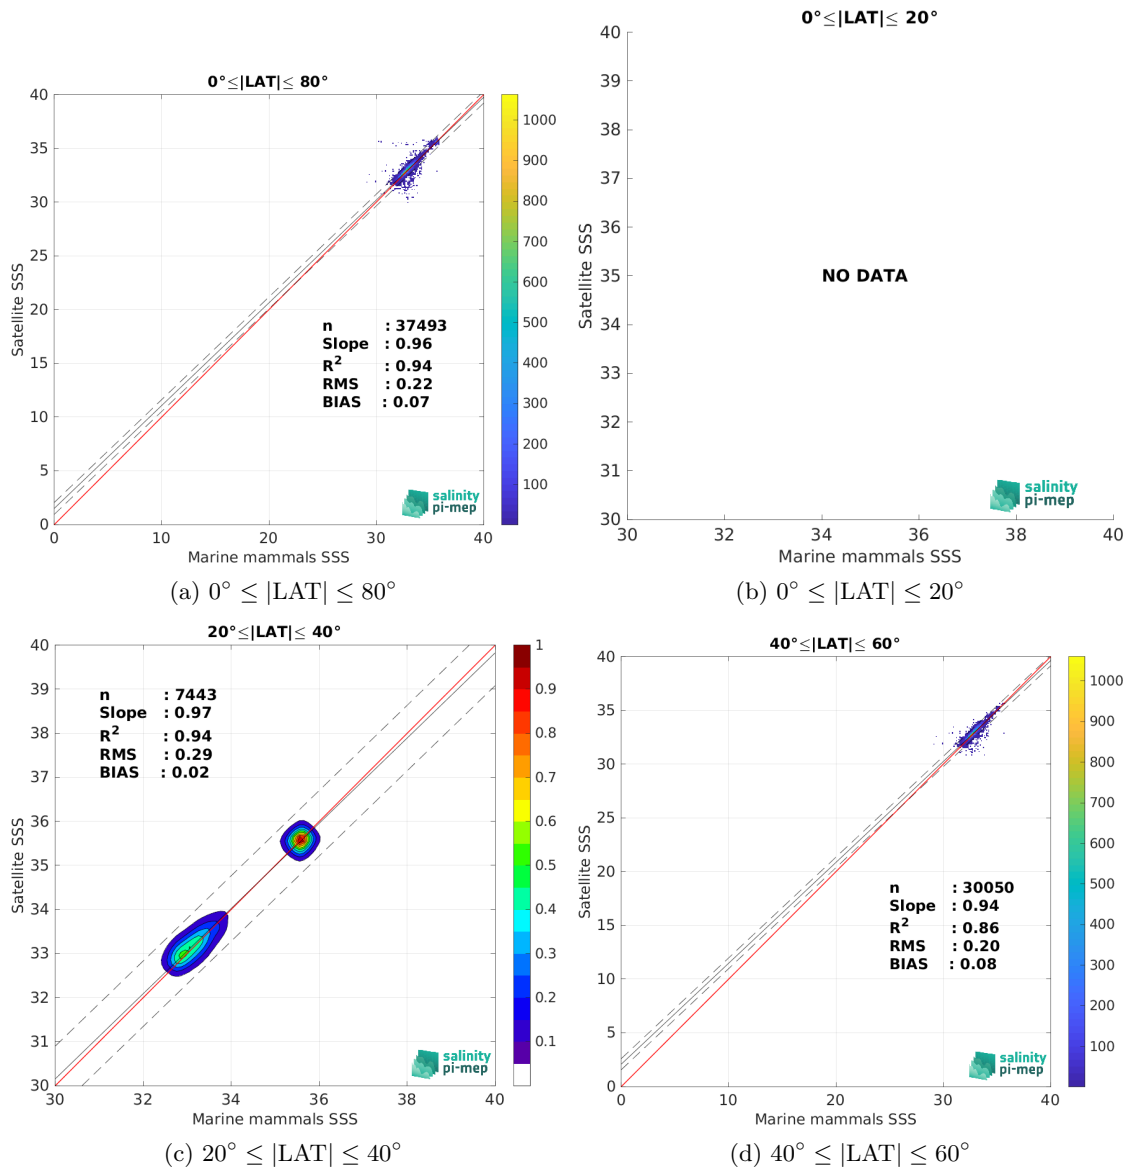 0°≤|LAT|≤ 80°
40
35
30
25
20
15
10
5
0
Satellite SSS
n : 37493
Slope : 0.96
R² : 0.94
RMS : 0.22
BIAS : 0.07
salinity
pi-mep
0 10 20 30 40
Marine mammals SSS
1000
900
800
700
600
500
400
300
200
100
(a) 0° ≤ |LAT| ≤ 80°
0°≤|LAT|≤ 20°
40
39
38
37
36
35
34
33
32
31
30
Satellite SSS
NO DATA
salinity
pi-mep
30 32 34 36 38 40
Marine mammals SSS
(b) 0° ≤ |LAT| ≤ 20°
20°≤|LAT|≤ 40°
40
39
38
37
36
35
34
33
32
31
30
Satellite SSS
n : 7443
Slope : 0.97
R² : 0.94
RMS : 0.29
BIAS : 0.02
salinity
pi-mep
30 32 34 36 38 40
Marine mammals SSS
1
0.9
0.8
0.7
0.6
0.5
0.4
0.3
0.2
0.1
(c) 20° ≤ |LAT| ≤ 40°
40°≤|LAT|≤ 60°
40
35
30
25
20
15
10
5
0
Satellite SSS
n : 30050
Slope : 0.94
R² : 0.86
RMS : 0.20
BIAS : 0.08
salinity
pi-mep
0 10 20 30 40
Marine mammals SSS
1000
900
800
700
600
500
400
300
200
100
(d) 40° ≤ |LAT| ≤ 60°